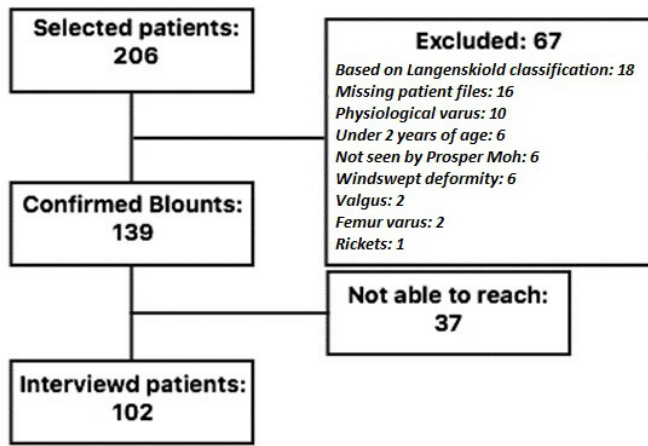 Selected patients:
206
Excluded: 67
Based on Langenskiold classification: 18
Missing patient files: 16
Physiological varus: 10
Under 2 years of age: 6
Not seen by Prosper Moh: 6
Windswept deformity: 6
Valgus: 2
Femur varus: 2
Rickets: 1
Confirmed Blounts:
139
Not able to reach:
37
Interviewd patients:
102